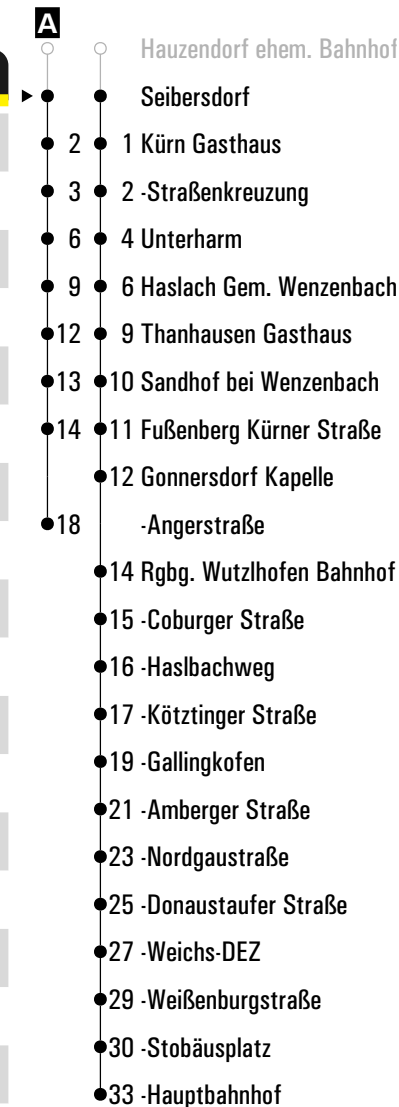 A
Hauzendorf ehem. Bahnhof
Seibersdorf
2 1 Kürn Gasthaus
3 2 -Straßenkreuzung
6 4 Unterharm
9 6 Haslach Gem. Wenzenbach
12 9 Thanhausen Gasthaus
13 10 Sandhof bei Wenzenbach
14 11 Fußenberg Kürner Straße
12 Gonnersdorf Kapelle
18 -Angerstraße
14 Rgbg. Wutzlhofen Bahnhof
15 -Coburger Straße
16 -Haslbachweg
17 -Kötztinger Straße
19 -Gallingkofen
21 -Amberger Straße
23 -Nordgaustraße
25 -Donaustaufer Straße
27 -Weichs-DEZ
29 -Weißenburgstraße
30 -Stobäusplatz
33 -Hauptbahnhof